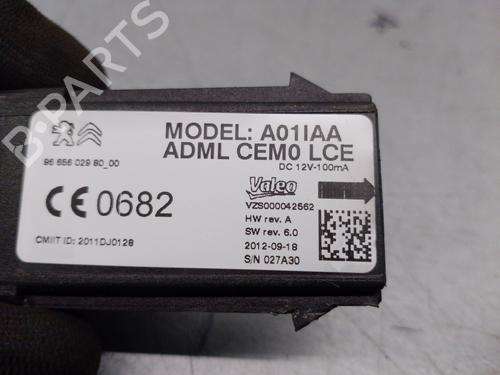 96 656 029 80_00
CE 0682
CMIIT ID: 2011DJ0128
MODEL: A01IAA
ADML CEM0 LCE
DC 12V-100mA
Valeo
VZS000042562
HW rev. A
SW rev. 6.0
2012-09-18
S/N 027A30
B-PARTS